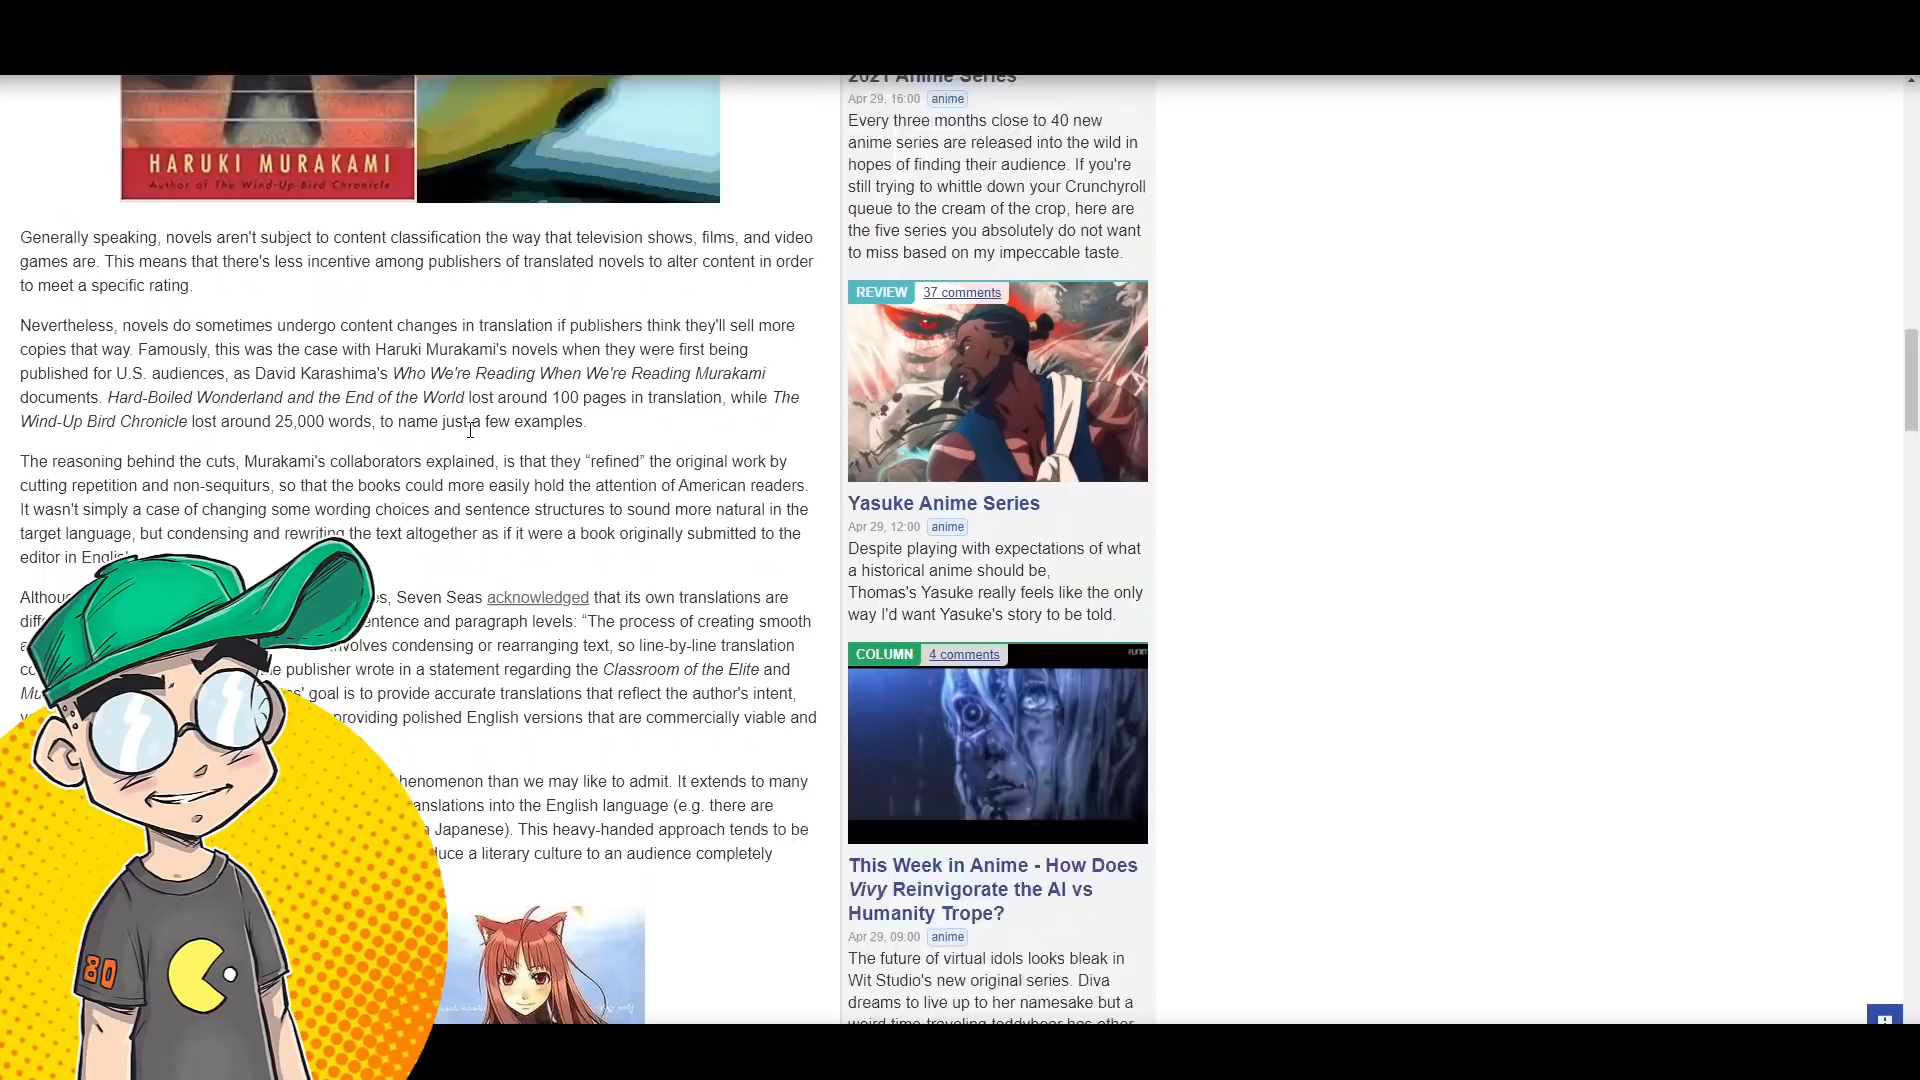 HARUKI MURAKAMI
Author of The Wind-Up Bird Chronicle
Generally speaking, novels aren't subject to content classification the way that television shows, films, and video
games are. This means that there's less incentive among publishers of translated novels to alter content in order
to meet a specific rating.
Nevertheless, novels do sometimes undergo content changes in translation if publishers think they'll sell more
copies that way. Famously, this was the case with Haruki Murakami's novels when they were first being
published for U.S. audiences, as David Karashima's Who We're Reading When We're Reading Murakami
documents. Hard-Boiled Wonderland and the End of the World lost around 100 pages in translation, while The
Wind-Up Bird Chronicle lost around 25,000 words, to name just a few examples.
The reasoning behind the cuts, Murakami's collaborators explained, is that they “refined” the original work by
cutting repetition and non-sequiturs, so that the books could more easily hold the attention of American readers.
It wasn't simply a case of changing some wording choices and sentence structures to sound more natural in the
target language, but condensing and rewriting the text altogether as if it were a book originally submitted to the
editor in
Seven Seas acknowledged that its own translations are
sentence and paragraph levels: “The process of creating smooth
involves condensing or rearranging text, so line-by-line translation
publisher wrote in a statement regarding the Classroom of the Elite and
goal is to provide accurate translations that reflect the author's intent,
providing polished English versions that are commercially viable and
phenomenon than we may like to admit. It extends to many
translations into the English language (e.g. there are
Japanese). This heavy-handed approach tends to be
a literary culture to an audience completely
80
2021 Anime Series
Apr 29, 16:00 anime
Every three months close to 40 new
anime series are released into the wild in
hopes of finding their audience. If you're
still trying to whittle down your Crunchyroll
queue to the cream of the crop, here are
the five series you absolutely do not want
to miss based on my impeccable taste.
REVIEW 37 comments
Yasuke Anime Series
Apr 29, 12:00 anime
Despite playing with expectations of what
a historical anime should be,
Thomas's Yasuke really feels like the only
way I'd want Yasuke's story to be told.
COLUMN 4 comments
This Week in Anime - How Does
Vivy Reinvigorate the AI vs
Humanity Trope?
Apr 29, 09:00 anime
The future of virtual idols looks bleak in
Wit Studio's new original series. Diva
dreams to live up to her namesake but a